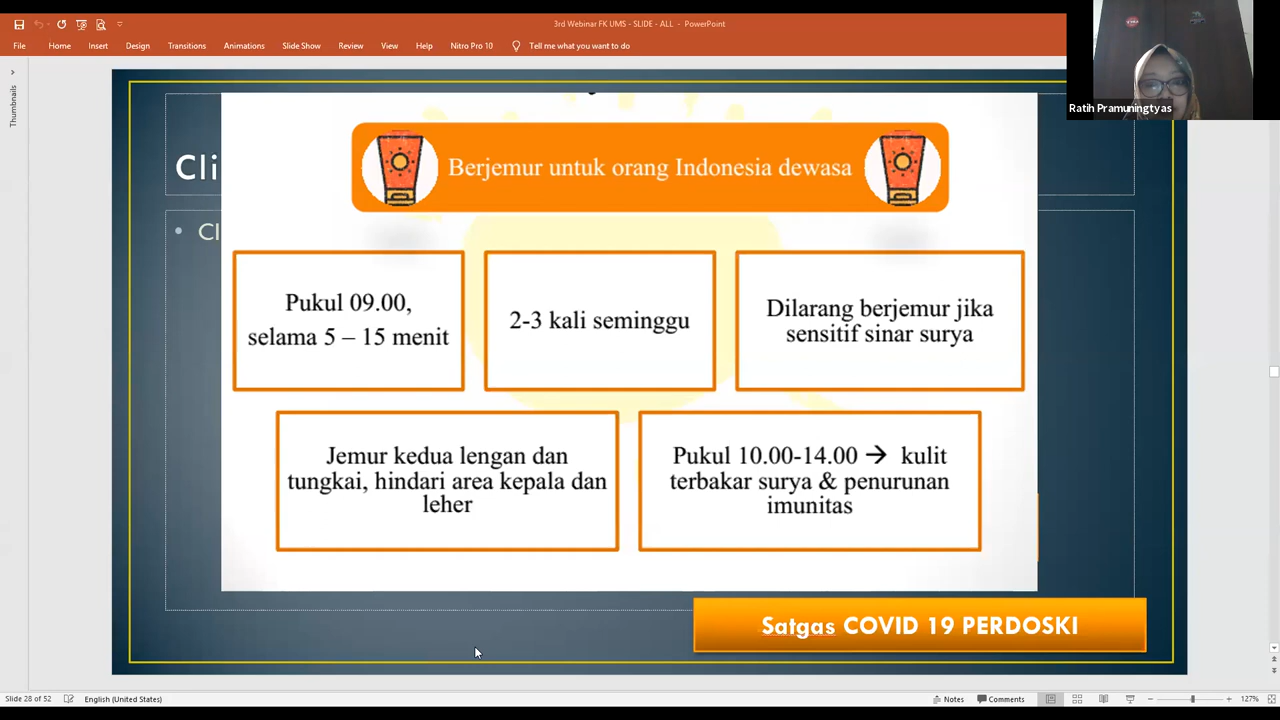 3rd Webinar FK UMS - SLIDE - ALL - PowerPoint
File Home Insert Design Transitions Animations Slide Show Review View Help Nitro Pro 10 Tell me what you want to do
Ratih Pramuningtyas
Thumbnails
Cli
Berjemur untuk orang Indonesia dewasa
Cl
Pukul 09.00,
selama 5 – 15 menit
2-3 kali seminggu
Dilarang berjemur jika
sensitif sinar surya
Jemur kedua lengan dan
tungkai, hindari area kepala dan
leher
Pukul 10.00-14.00 → kulit
terbakar surya & penurunan
imunitas
Satgas COVID 19 PERDOSKI
Slide 28 of 52 English (United States) Notes Comments 127%